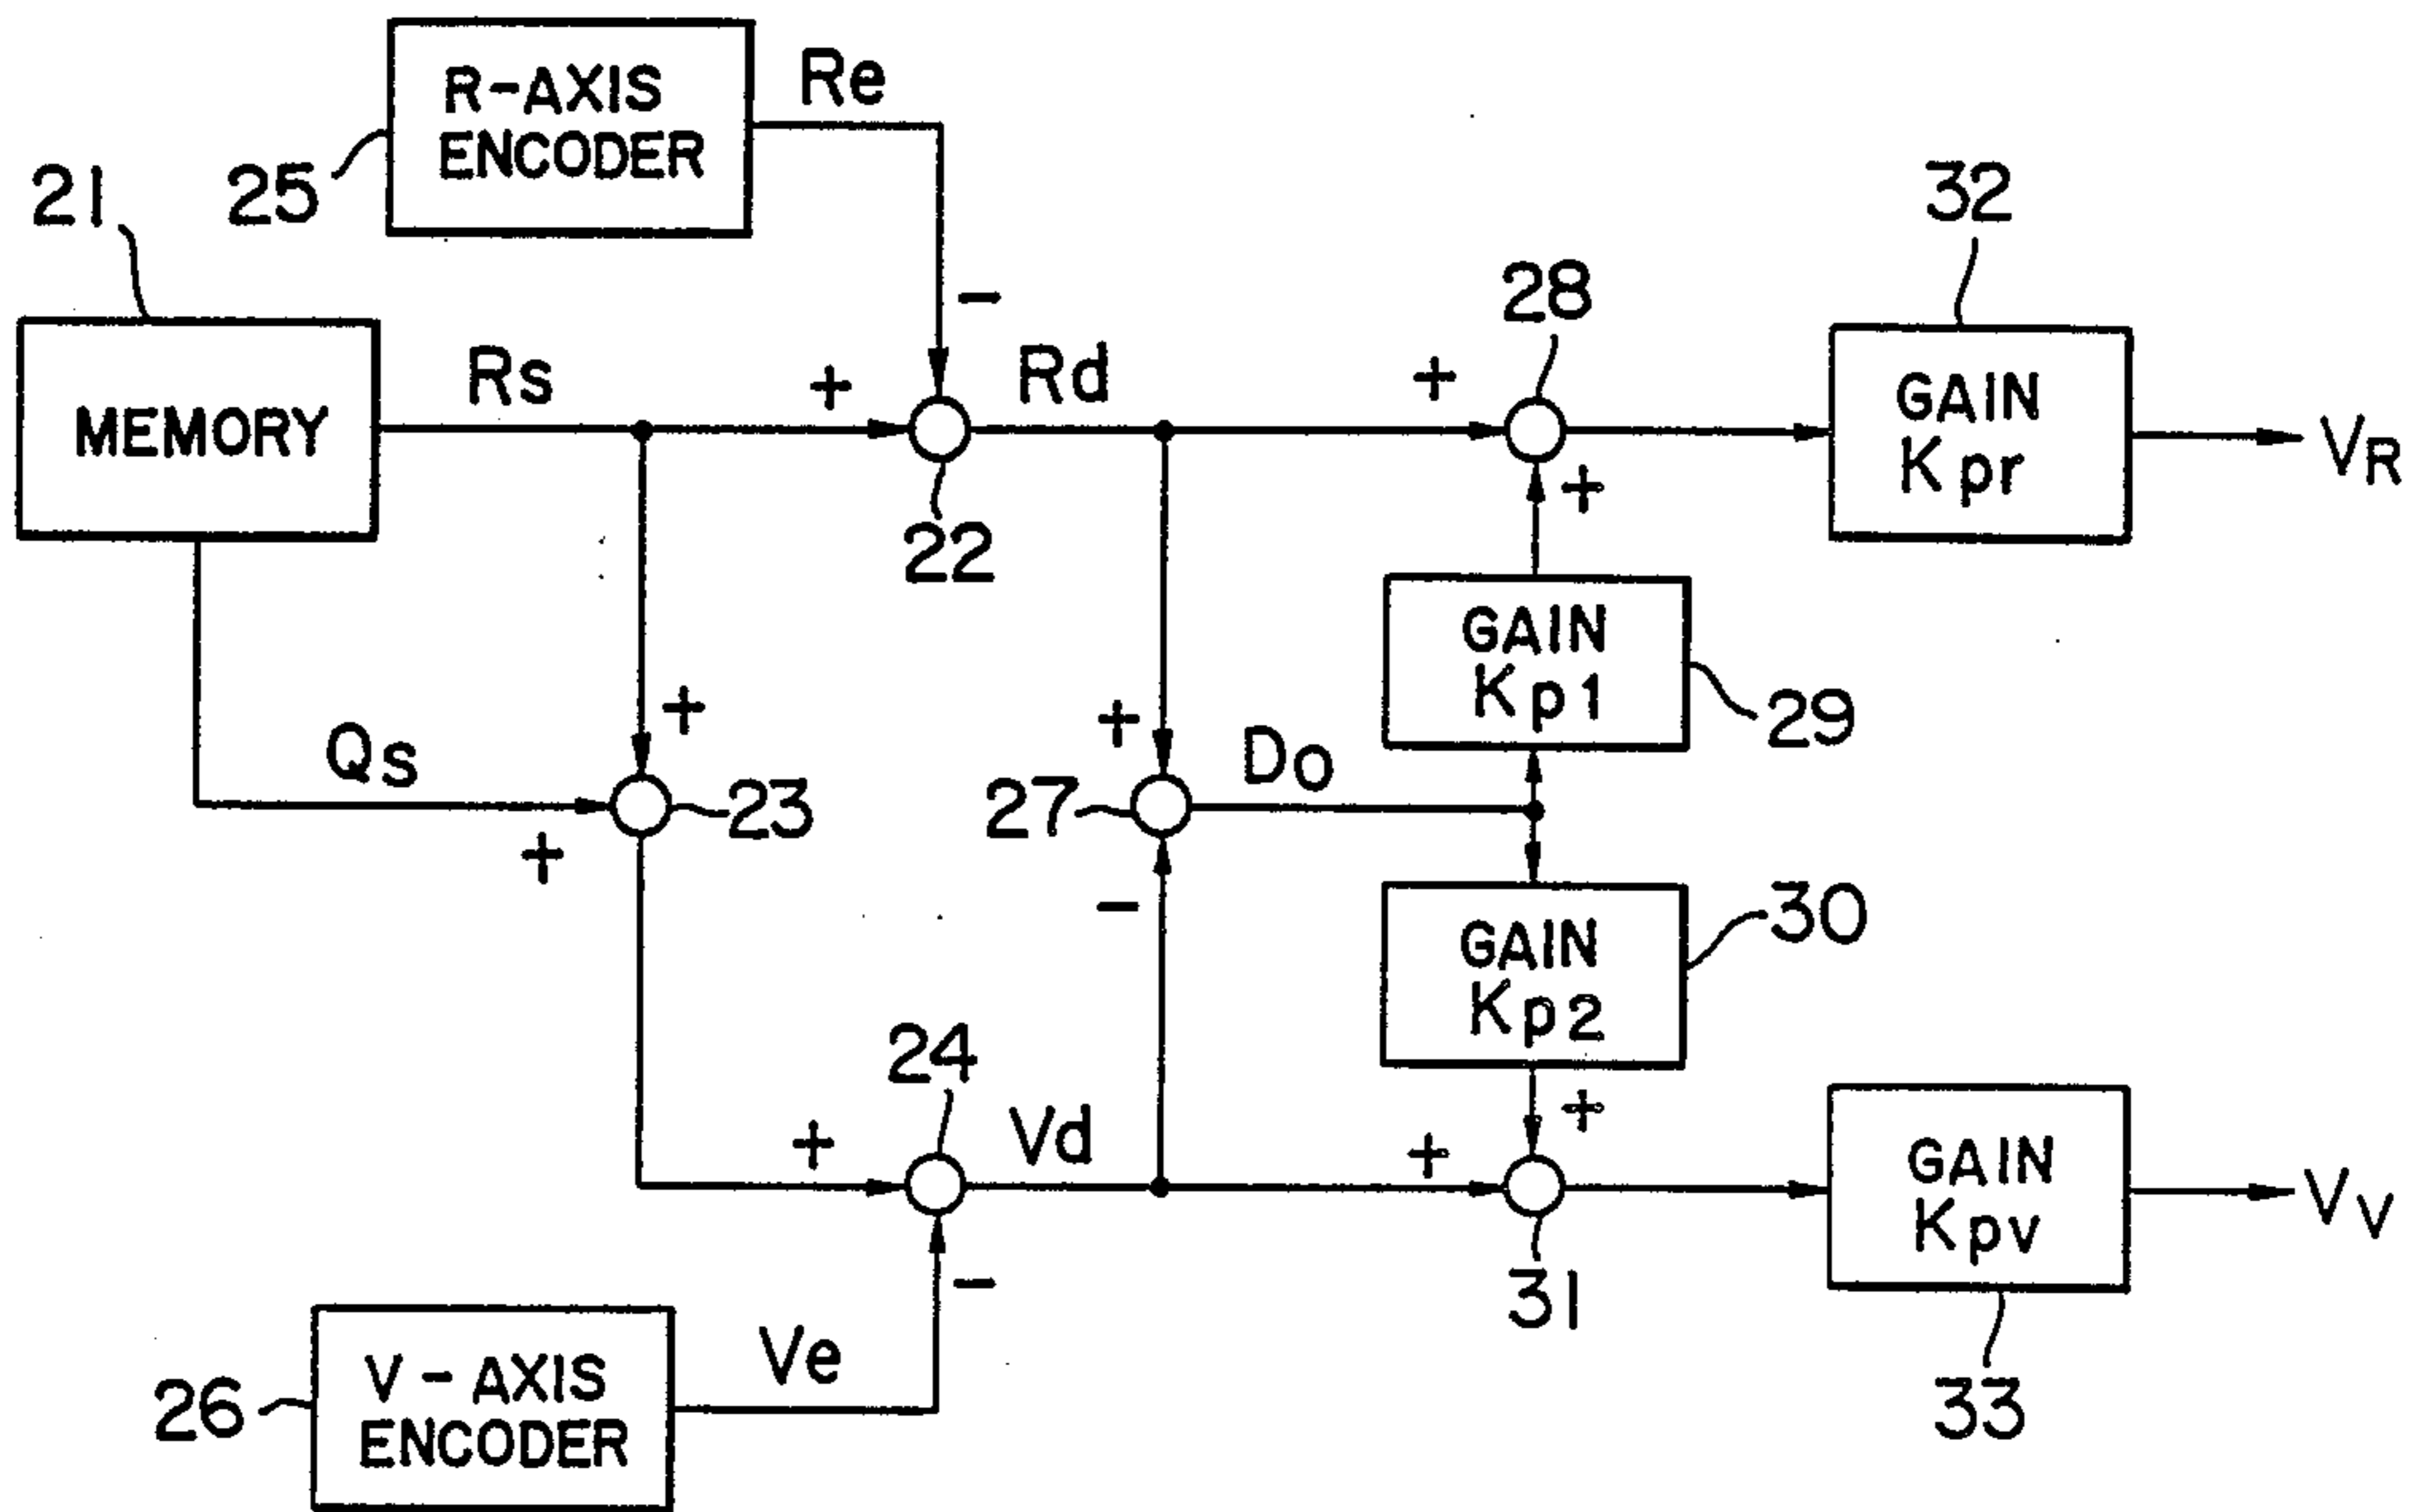 R-AXIS
ENCODER
Re
21
25
32
28
MEMORY
Rs
+
-
Rd
+
GAIN
Kpr
VR
22
+
GAIN
Kp1
29
Qs
+
+
23
+
27
-
Do
GAIN
Kp2
30
24
+
Vd
+
+
GAIN
Kpv
VV
-
31
V-AXIS
ENCODER
Ve
26
33